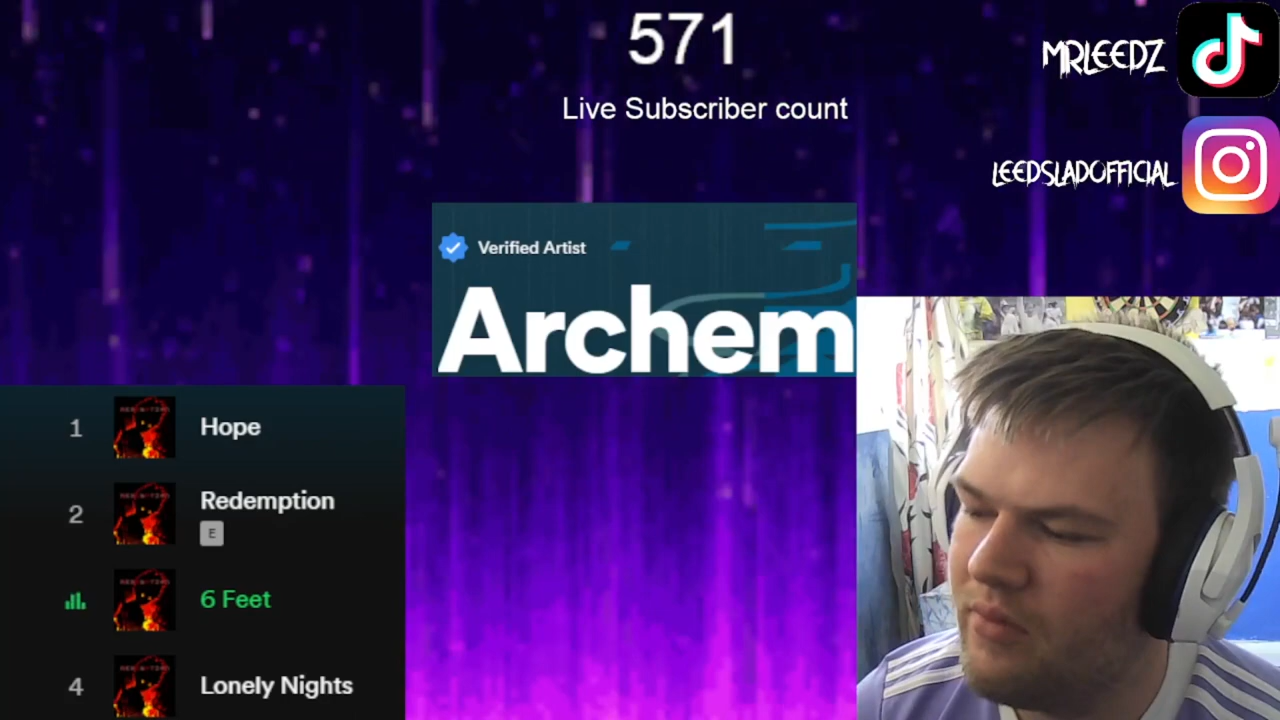 571
Live Subscriber count
MRLEEDZ
LEEDSLADOFFICIAL
Verified Artist
Archem
1
Hope
2
Redemption
E
6 Feet
4
Lonely Nights